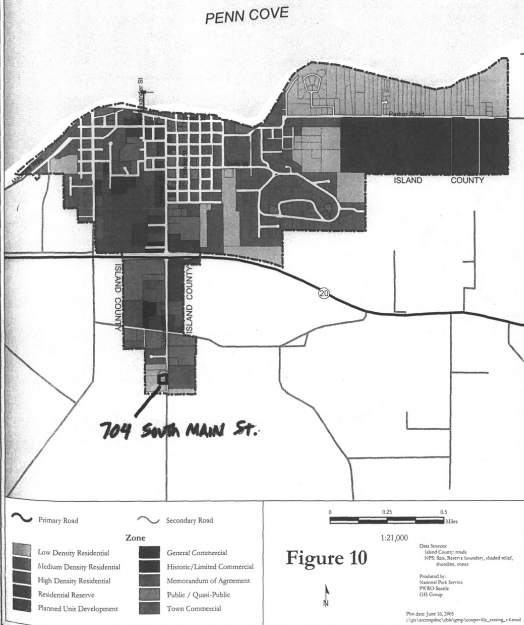 PENN COVE
Parker Road
ISLAND COUNTY
ISLAND COUNTY
ISLAND COUNTY
20
704 South MAIN St.
Primary Road
Secondary Road
Zone
Low Density Residential
Medium Density Residential
High Density Residential
Residential Reserve
Planned Unit Development
General Commercial
Historic/Limited Commercial
Memorandum of Agreement
Public / Quasi-Public
Town Commercial
0 0.25 0.5
Miles
1:21,000
Figure 10
N
Data Sources
Island County: roads
NPS: Reserve boundary, shaded relief,
shoreline, zones
Produced by:
National Park Service
PWRO-Seattle
GIS Group
Plot date: June 16, 2005